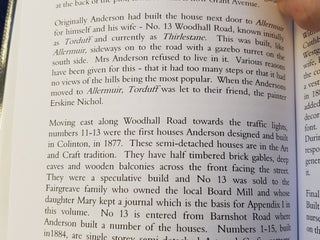 at the back of the Grant Avenue.
Originally Anderson had built the house next door to Allermuir
for himself and his wife - No. 13 Woodhall Road, known initially
as Torduff and currently as Thirlestane. This was built, like
Allermuir, sideways on to the road with a gazebo turret on the
south side. Mrs Anderson refused to live in it. Various reasons
have been given for this - that it had too many steps or that it had
no views of the hills being the most popular. When the Andersons
moved to Allermuir, Torduff was let to their friend, the painter
Erskine Nichol.
Moving east along Woodhall Road towards the traffic lights,
numbers 11-13 were the first houses Anderson designed and built
in Colinton, in 1877. These semi-detached houses are in the Art
and Craft tradition. They have half timbered brick gables, deep
eaves and wooden balconies across the front facing the street.
They were a speculative build and No 13 was sold to the
Fairgreave family who owned the local Board Mill and whose
daughter Mary kept a journal which is the basis for Appendix I in
this volume. No 13 is entered from Barnshot Road where
Anderson built a number of the houses. Numbers 1-15, built
in 1884, are single storey